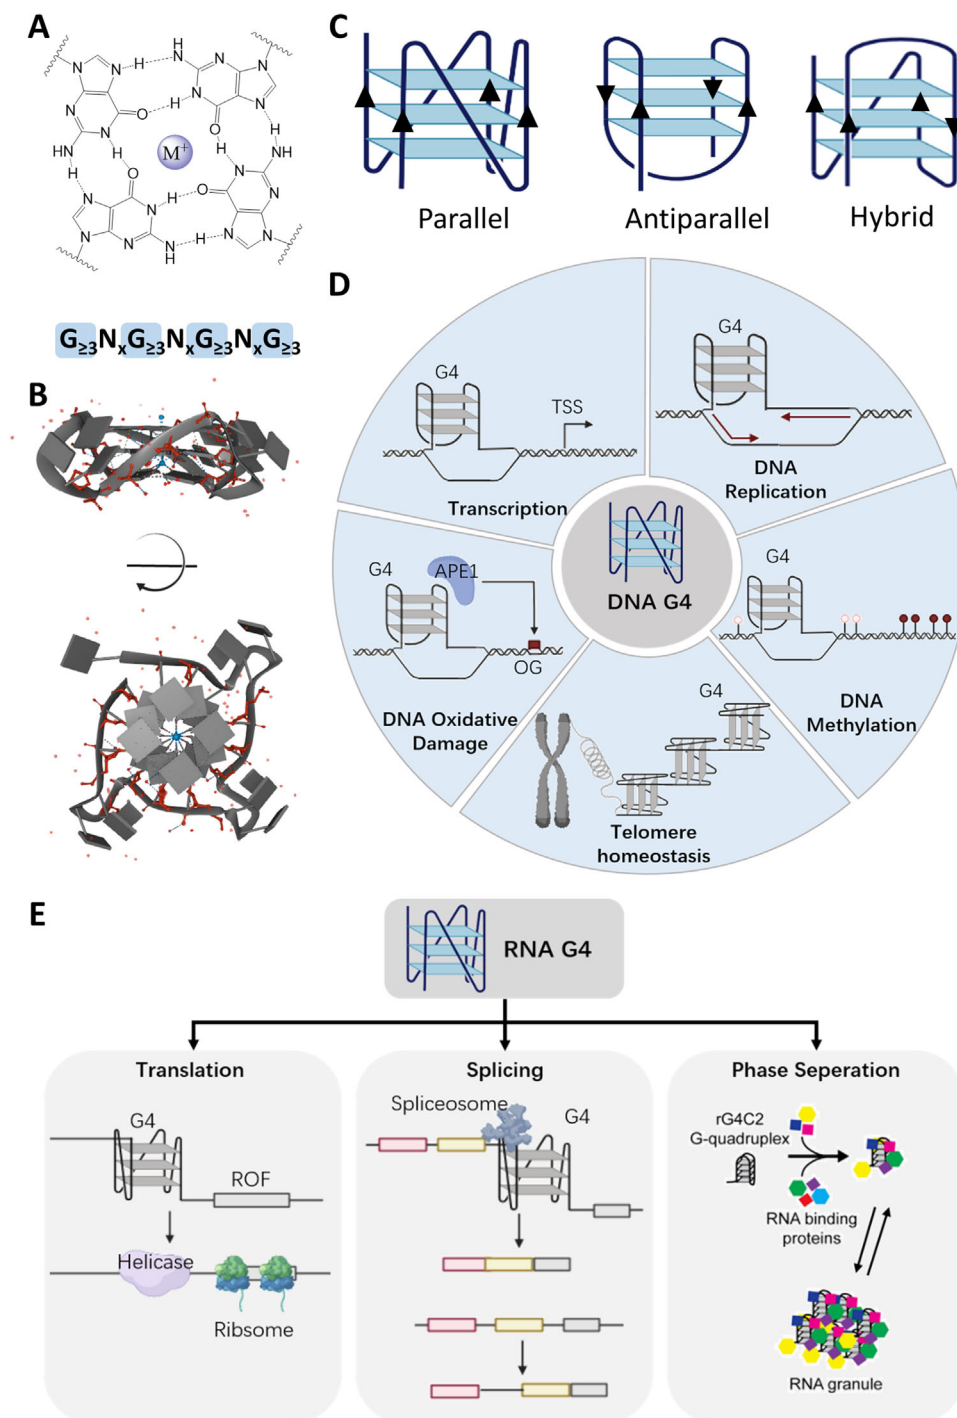 A
H
N
N
N
N
H
N
N
N
N
O
H
N
N
H
O
N
H
H
HN
H
O
H
N
NH
H
O
N
M+
N
N
H
O
N
N
N
N
N
H
N
N
H
G≥3NxG≥3NxG≥3NxG≥3
B
C
Parallel
Antiparallel
Hybrid
D
G4
TSS
Transcription
G4
DNA
Replication
G4
APE1
OG
DNA Oxidative
Damage
DNA G4
G4
DNA
Methylation
G4
Telomere
homeostasis
E
RNA G4
Translation
G4
ROF
Helicase
Ribsome
Splicing
Spliceosome
G4
Phase Seperation
rG4C2
G-quadruplex
RNA binding
proteins
RNA granule